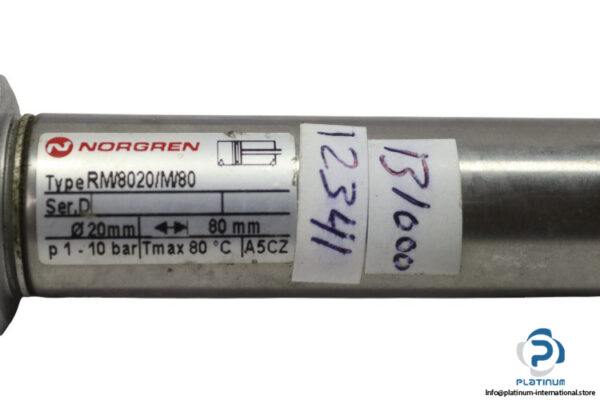 NORGREN
Type RM/8020/M/80
Ser.D
Ø 20mm 80 mm
p 1 - 10 bar Tmax 80 °C A5CZ
12341
B1000
PLATINUM
Info@platinum-international.store